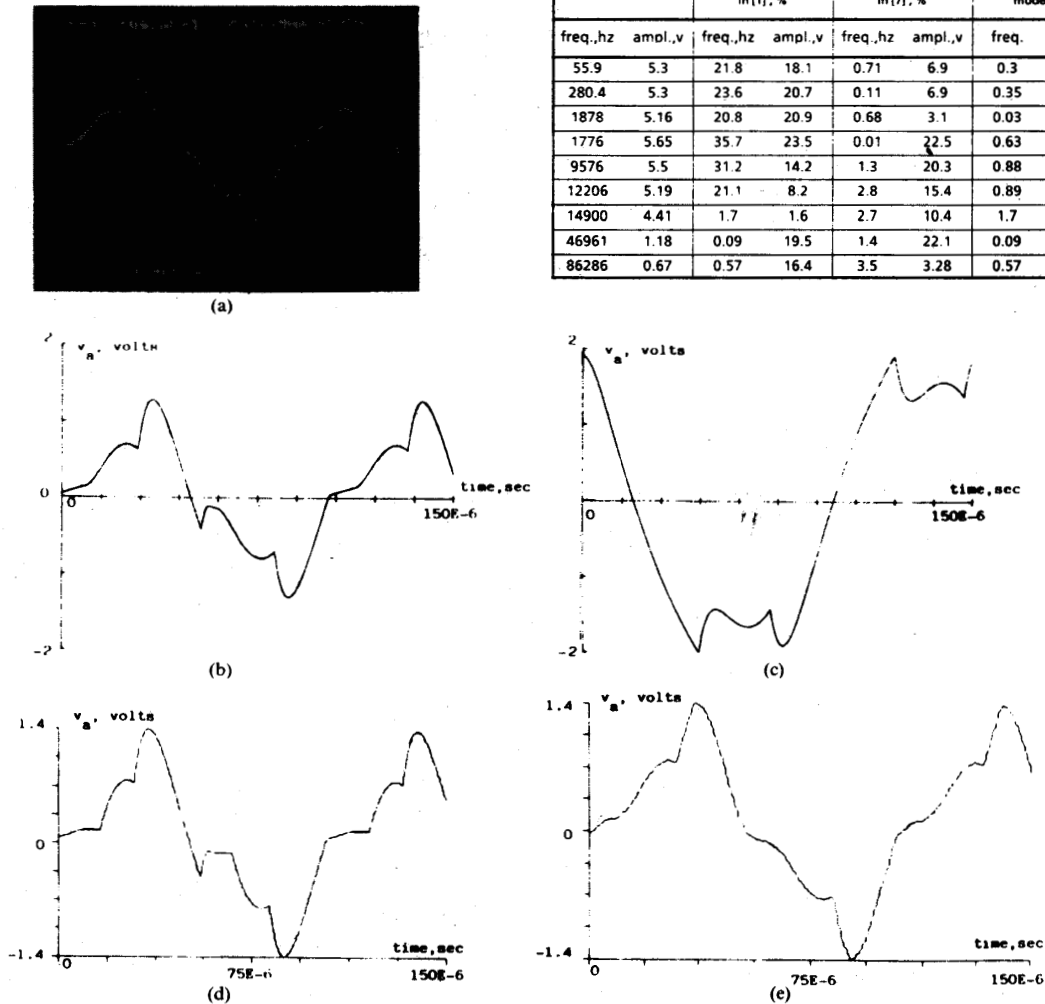 in [1], %
in [7], %
freq.,hz ampl.,v freq.,hz ampl.,v freq.,hz ampl.,v freq.
55.9 5.3 21.8 18.1 0.71 6.9 0.3
280.4 5.3 23.6 20.7 0.11 6.9 0.35
1878 5.16 20.8 20.9 0.68 3.1 0.03
1776 5.65 35.7 23.5 0.01 22.5 0.63
9576 5.5 31.2 14.2 1.3 20.3 0.88
12206 5.19 21.1 8.2 2.8 15.4 0.89
14900 4.41 1.7 1.6 2.7 10.4 1.7
46961 1.18 0.09 19.5 1.4 22.1 0.09
86286 0.67 0.57 16.4 3.5 3.28 0.57
(a)
2
v_a, volts
0
0
time,sec
150E-6
-2
(b)
2
v_a, volts
0
0
time,sec
150E-6
-2
(c)
1.4
v_a, volts
0
-1.4
0
75E-6
time,sec
150E-6
(d)
1.4
v_a, volts
0
-1.4
0
75E-6
time,sec
150E-6
(e)